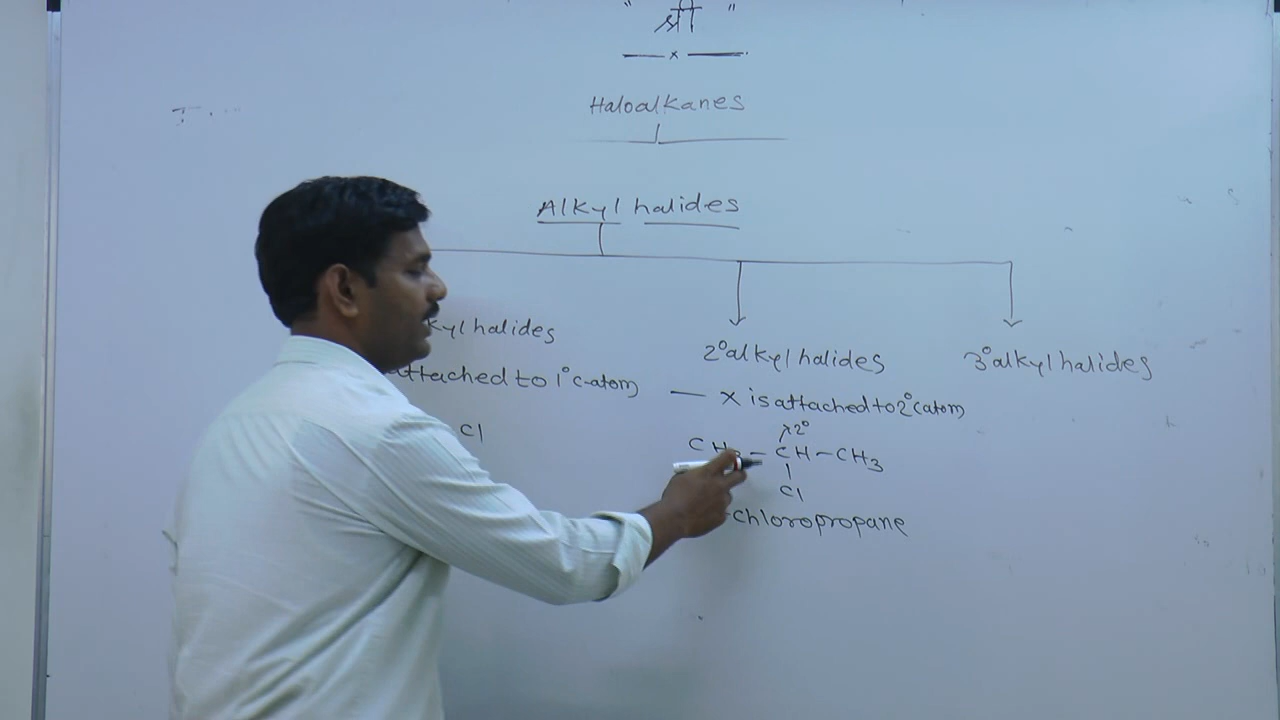 " श्री "
— x —
Haloalkanes
Alkyl halides
kyl halides
2° alkyl halides
3° alkyl halides
attached to 1° c-atom
— X is attached to 2° c atom
2°
Cl
CH3 - CH - CH3
Cl
chloropropane